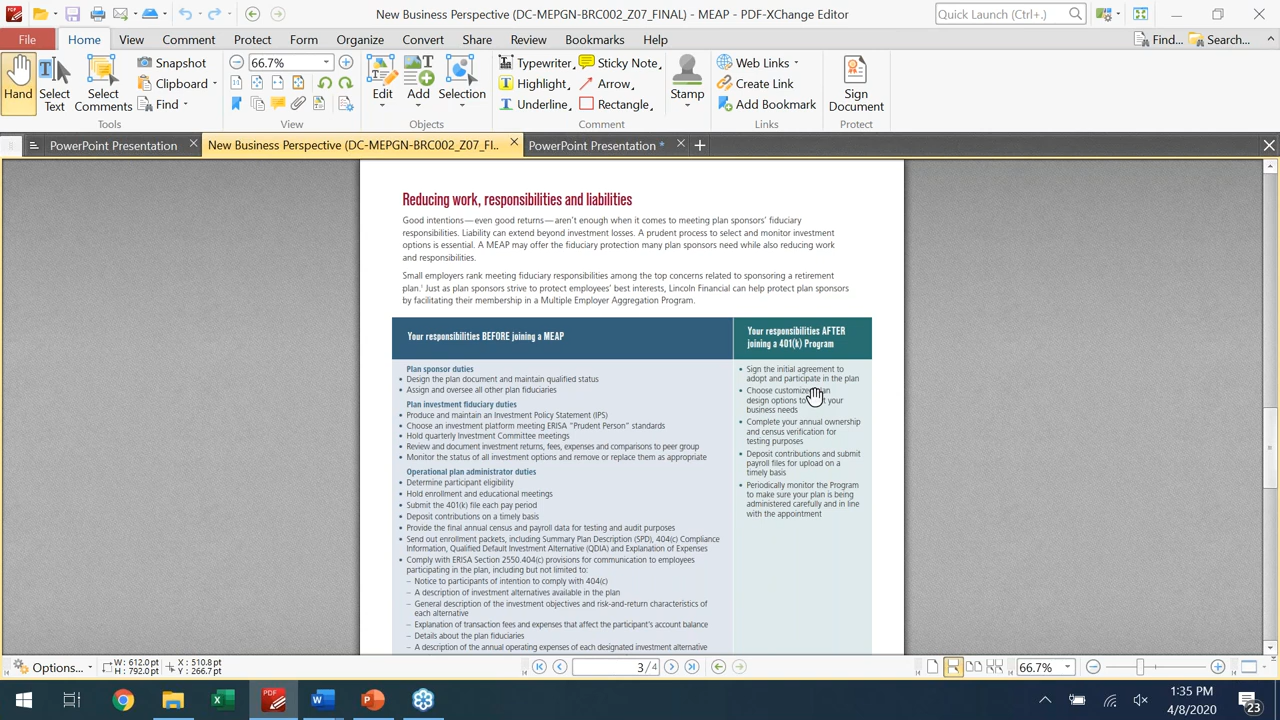 New Business Perspective (DC-MEPGN-BRC002_Z07_FINAL) - MEAP - PDF-XChange Editor
Quick Launch (Ctrl+.)
File Home View Comment Protect Form Organize Convert Share Review Bookmarks Help Find... Search...
Hand
Select Text
Select Comments
Snapshot
Clipboard
Find
Tools
66.7%
View
Edit
Add
Selection
Objects
Typewriter
Sticky Note
Highlight
Arrow
Underline
Rectangle
Stamp
Comment
Web Links
Create Link
Add Bookmark
Links
Sign Document
Protect
PowerPoint Presentation
New Business Perspective (DC-MEPGN-BRC002_Z07_FI...
PowerPoint Presentation *
Reducing work, responsibilities and liabilities
Good intentions—even good returns—aren't enough when it comes to meeting plan sponsors' fiduciary
responsibilities. Liability can extend beyond investment losses. A prudent process to select and monitor investment
options is essential. A MEAP may offer the fiduciary protection many plan sponsors need while also reducing work
and responsibilities.
Small employers rank meeting fiduciary responsibilities among the top concerns related to sponsoring a retirement
plan. Just as plan sponsors strive to protect employees' best interests, Lincoln Financial can help protect plan sponsors
by facilitating their membership in a Multiple Employer Aggregation Program.
Your responsibilities BEFORE joining a MEAP
Plan sponsor duties
• Design the plan document and maintain qualified status
• Assign and oversee all other plan fiduciaries
Plan investment fiduciary duties
• Produce and maintain an Investment Policy Statement (IPS)
• Choose an investment platform meeting ERISA "Prudent Person" standards
• Hold quarterly Investment Committee meetings
• Review and document investment returns, fees, expenses and comparisons to peer group
• Monitor the status of all investment options and remove or replace them as appropriate
Operational plan administrator duties
• Determine participant eligibility
• Hold enrollment and educational meetings
• Submit the 401(k) file each pay period
• Deposit contributions on a timely basis
• Provide the final annual census and payroll data for testing and audit purposes
• Send out enrollment packets, including Summary Plan Description (SPD), 404(c) Compliance
Information, Qualified Default Investment Alternative (QDIA) and Explanation of Expenses
• Comply with ERISA Section 2550.404(c) provisions for communication to employees
participating in the plan, including but not limited to:
– Notice to participants of intention to comply with 404(c)
– A description of investment alternatives available in the plan
– General description of the investment objectives and risk-and-return characteristics of
each alternative
– Explanation of transaction fees and expenses that affect the participant's account balance
– Details about the plan fiduciaries
– A description of the annual operating expenses of each designated investment alternative
Your responsibilities AFTER
joining a 401(k) Program
• Sign the initial agreement to
adopt and participate in the plan
• Choose customized
design options to your
business needs
• Complete your annual ownership
and census verification for
testing purposes
• Deposit contributions and submit
payroll files for upload on a
timely basis
• Periodically monitor the Program
to make sure your plan is being
administered carefully and in line
with the appointment
Options...
W: 612.0pt
H: 792.0pt
X: 510.8pt
Y: 266.7pt
3/4
66.7%
1:35 PM
4/8/2020
23